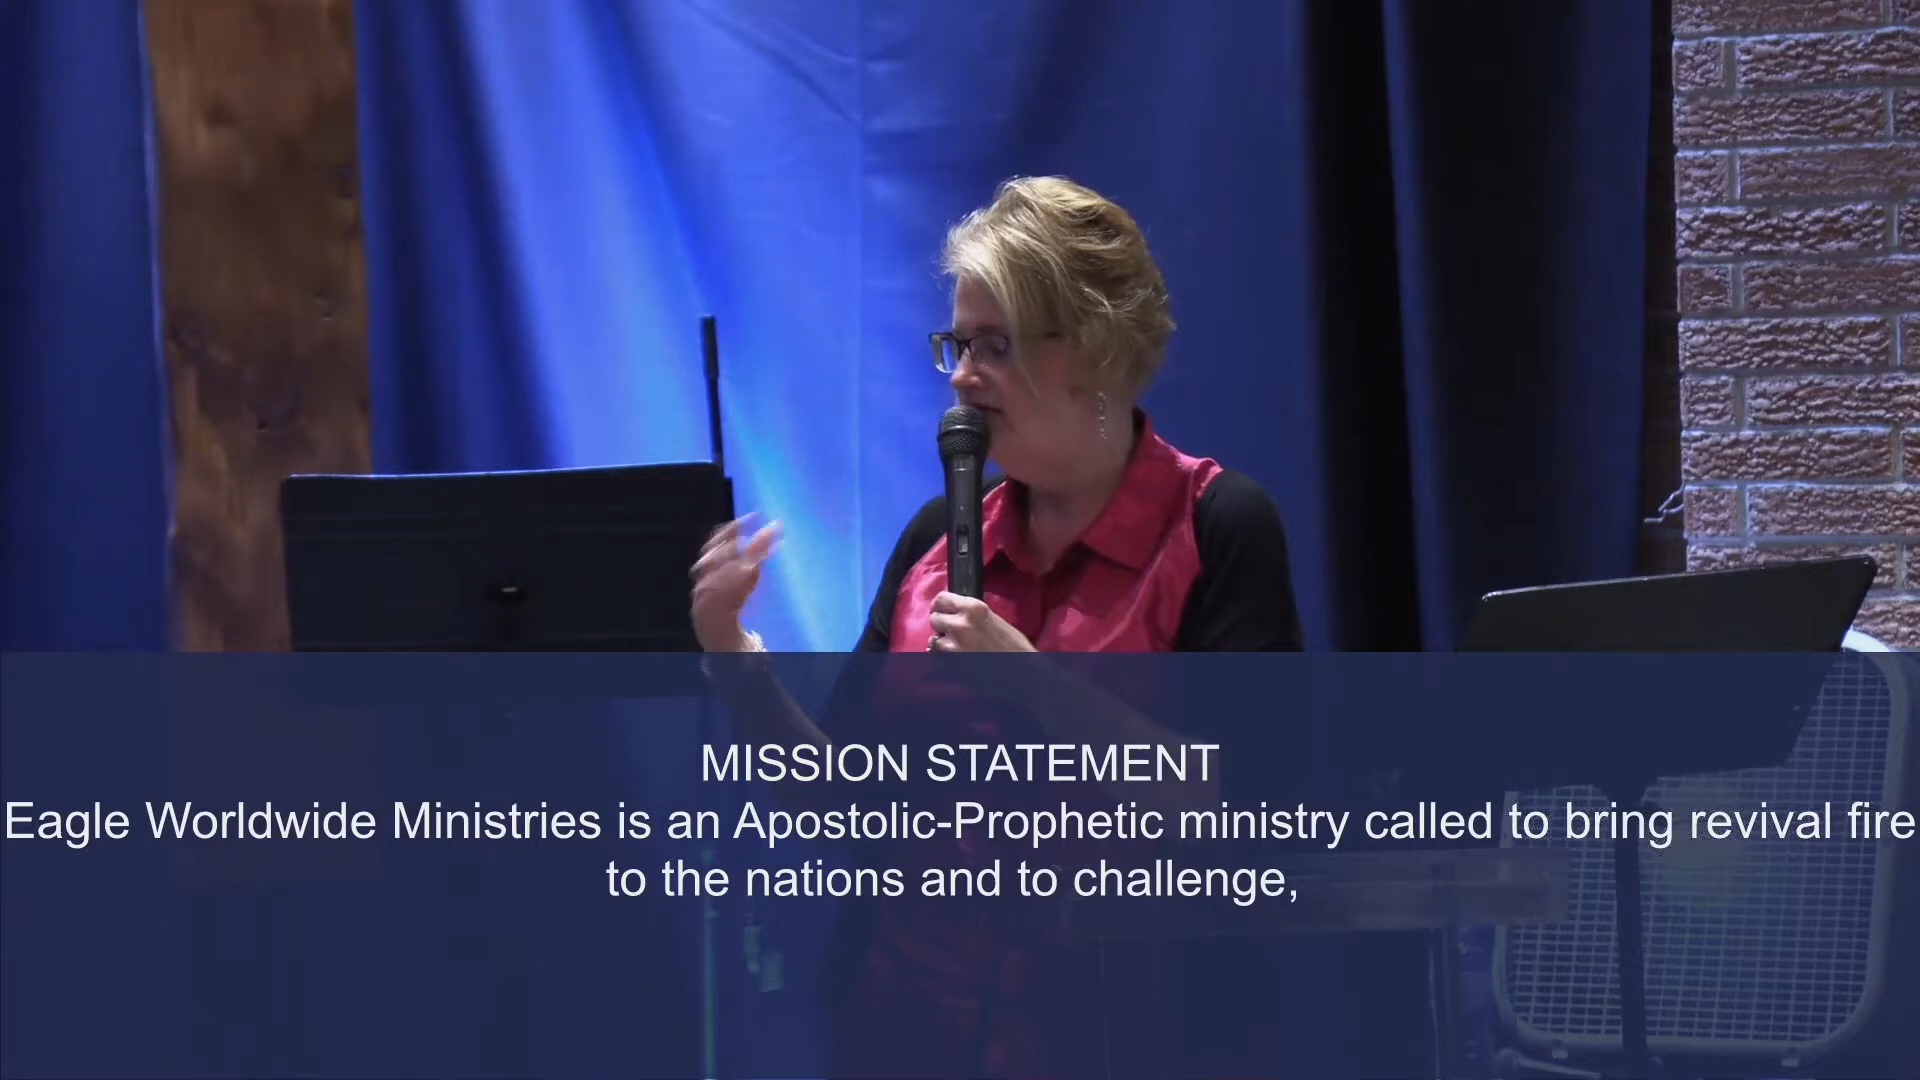 MISSION STATEMENT
Eagle Worldwide Ministries is an Apostolic-Prophetic ministry called to bring revival fire
to the nations and to challenge,